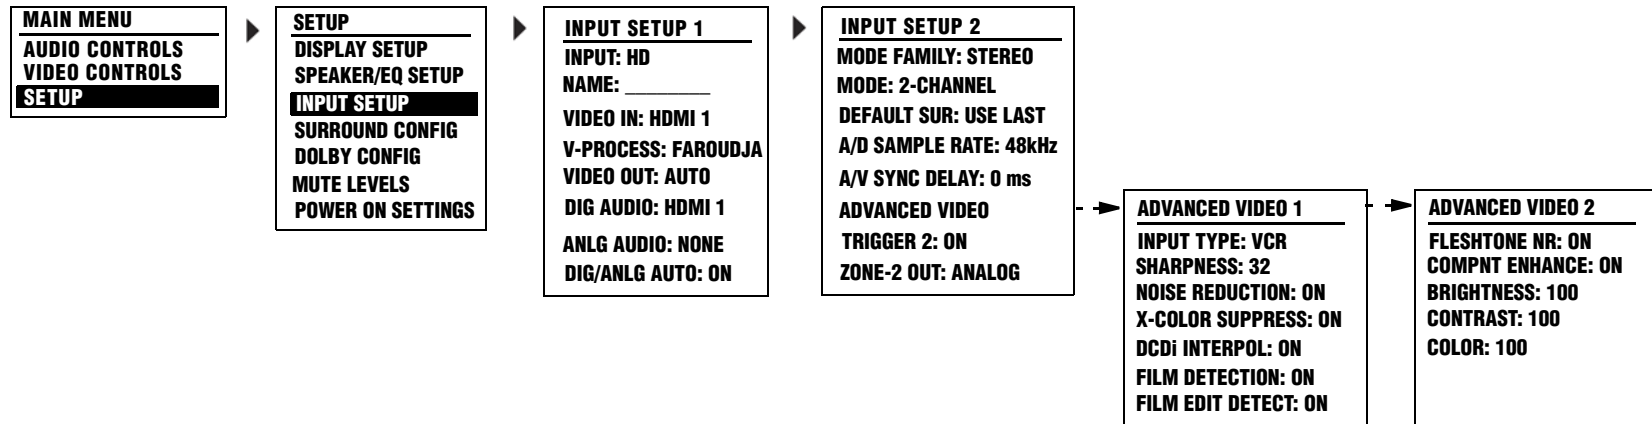 MAIN MENU
AUDIO CONTROLS
VIDEO CONTROLS
SETUP
SETUP
DISPLAY SETUP
SPEAKER/EQ SETUP
INPUT SETUP
SURROUND CONFIG
DOLBY CONFIG
MUTE LEVELS
POWER ON SETTINGS
INPUT SETUP 1
INPUT: HD
NAME: ________
VIDEO IN: HDMI 1
V-PROCESS: FAROUDJA
VIDEO OUT: AUTO
DIG AUDIO: HDMI 1
ANLG AUDIO: NONE
DIG/ANLG AUTO: ON
INPUT SETUP 2
MODE FAMILY: STEREO
MODE: 2-CHANNEL
DEFAULT SUR: USE LAST
A/D SAMPLE RATE: 48kHz
A/V SYNC DELAY: 0 ms
ADVANCED VIDEO
TRIGGER 2: ON
ZONE-2 OUT: ANALOG
ADVANCED VIDEO 1
INPUT TYPE: VCR
SHARPNESS: 32
NOISE REDUCTION: ON
X-COLOR SUPPRESS: ON
DCDi INTERPOL: ON
FILM DETECTION: ON
FILM EDIT DETECT: ON
ADVANCED VIDEO 2
FLESHTONE NR: ON
COMPNT ENHANCE: ON
BRIGHTNESS: 100
CONTRAST: 100
COLOR: 100